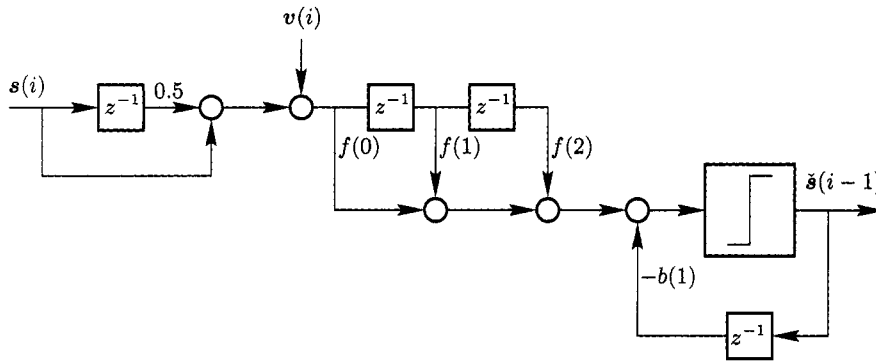 v(i)
s(i)
z⁻¹
0.5
z⁻¹
z⁻¹
f(0)
f(1)
f(2)
š(i − 1)
−b(1)
z⁻¹